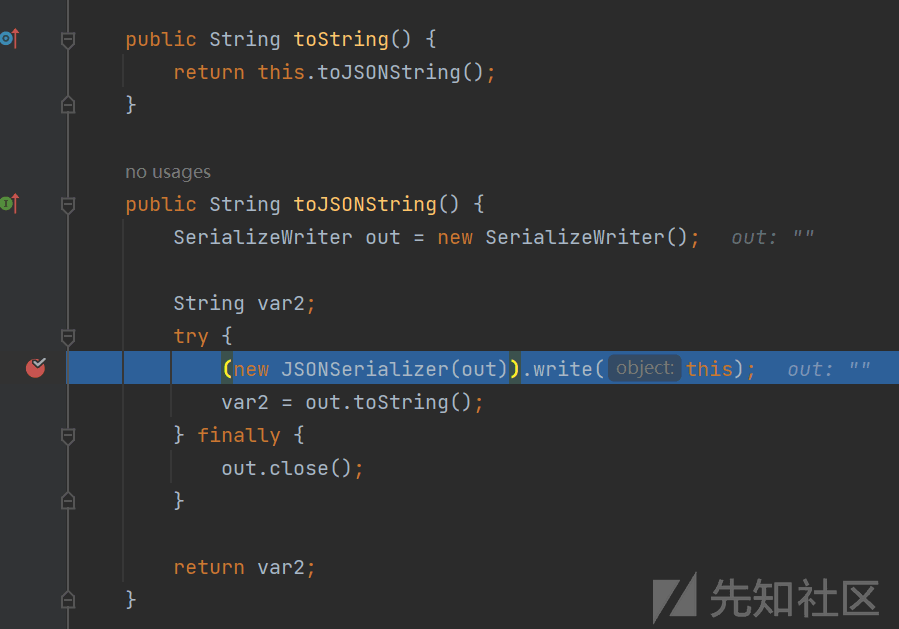 public String toString() {
return this.toJSONString();
}
no usages
public String toJSONString() {
SerializeWriter out = new SerializeWriter(); out: ""
String var2;
try {
(new JSONSerializer(out)).write( object: this); out: ""
var2 = out.toString();
} finally {
out.close();
}
return var2;
}
先知社区